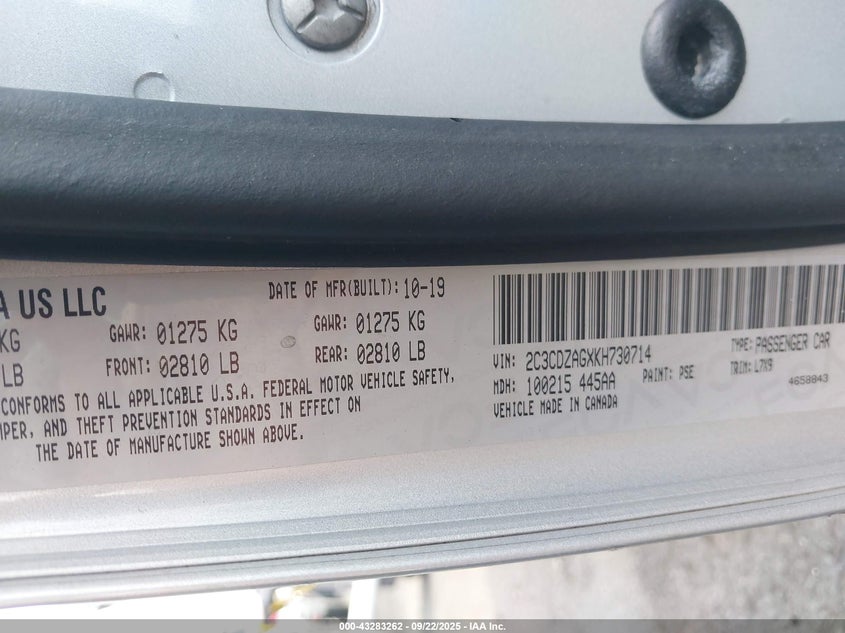 A US LLC
DATE OF MFR(BUILT): 10-19
KG GAWR: 01275 KG GAWR: 01275 KG
LB FRONT: 02810 LB REAR: 02810 LB
CONFORMS TO ALL APPLICABLE U.S.A. FEDERAL MOTOR VEHICLE SAFETY,
MPER, AND THEFT PREVENTION STANDARDS IN EFFECT ON
THE DATE OF MANUFACTURE SHOWN ABOVE.
VIN: 2C3CDZAGXKH730714 TYPE: PASSENGER CAR
MDH: 100215 445AA PAINT: PSE TRIM: L7X9
VEHICLE MADE IN CANADA 4658843
000-43283262 - 09/22/2025 - IAA Inc.